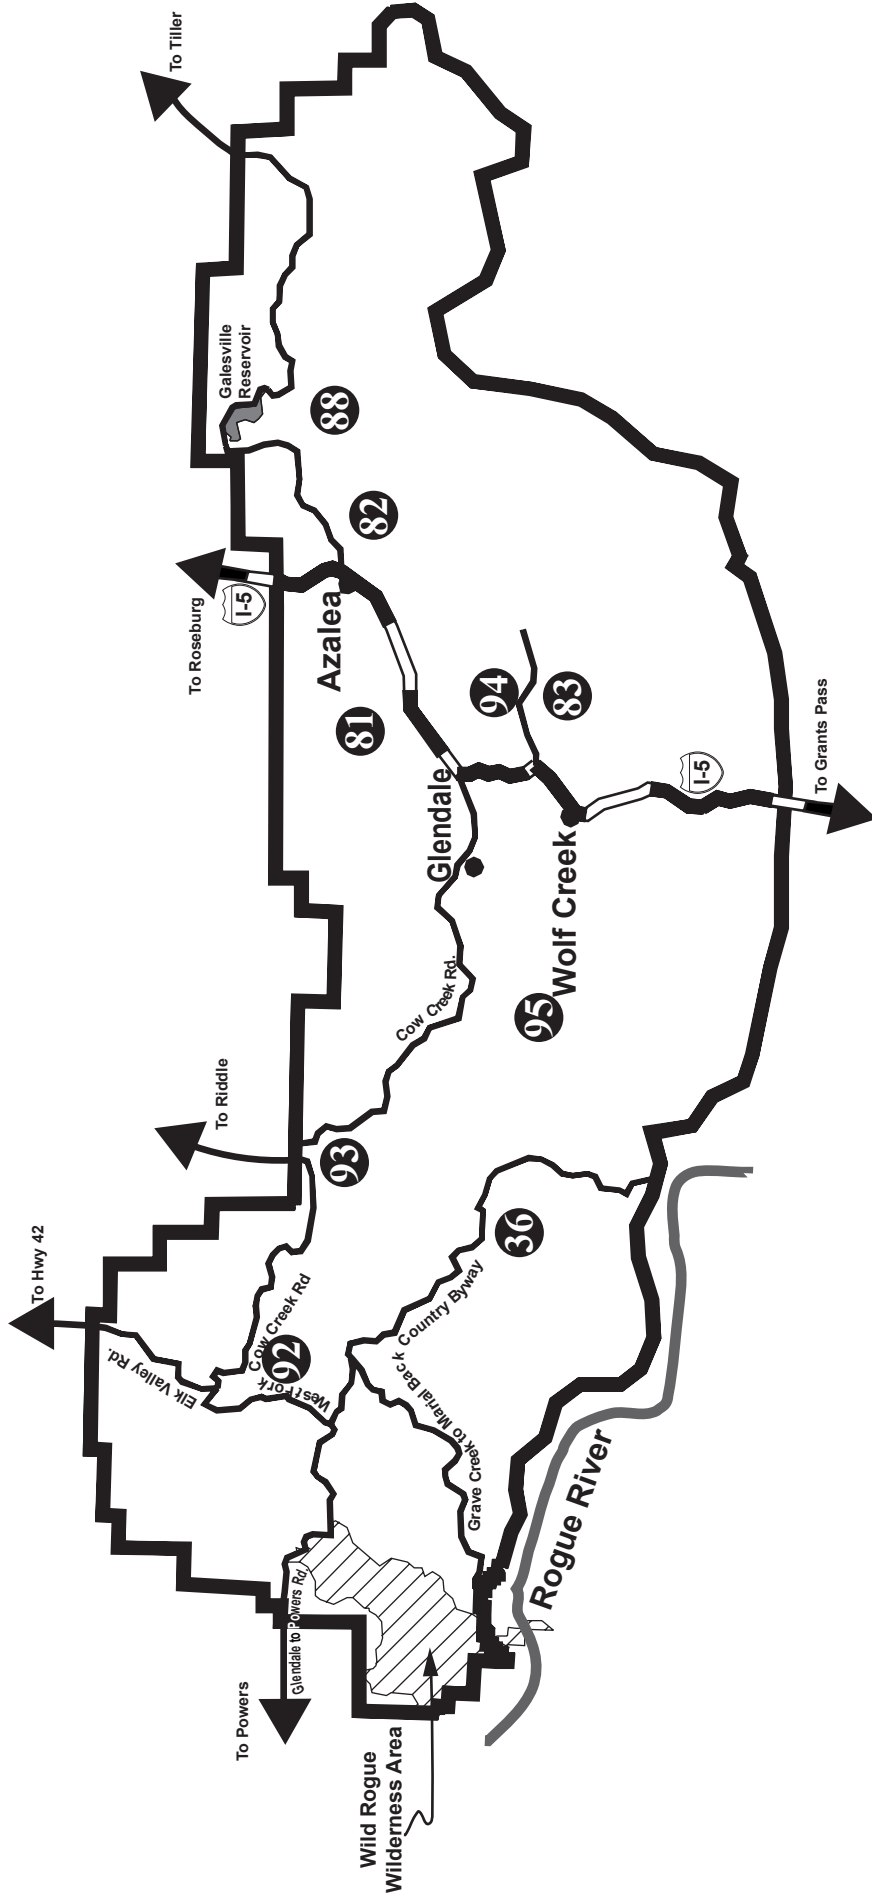 To Tiller
Galesville
Reservoir
88
82
To Roseburg
I-5
Azalea
81
94
83
Glendale
I-5
To Grants Pass
Wolf Creek
95
Cow Creek Rd.
To Riddle
93
36
To Hwy 42
Elk Valley Rd.
Cow Creek Rd
92
West Fork
Grave Creek to Marial Back Country Byway
Rogue River
Glendale to Powers Rd.
To Powers
Wild Rogue
Wilderness Area